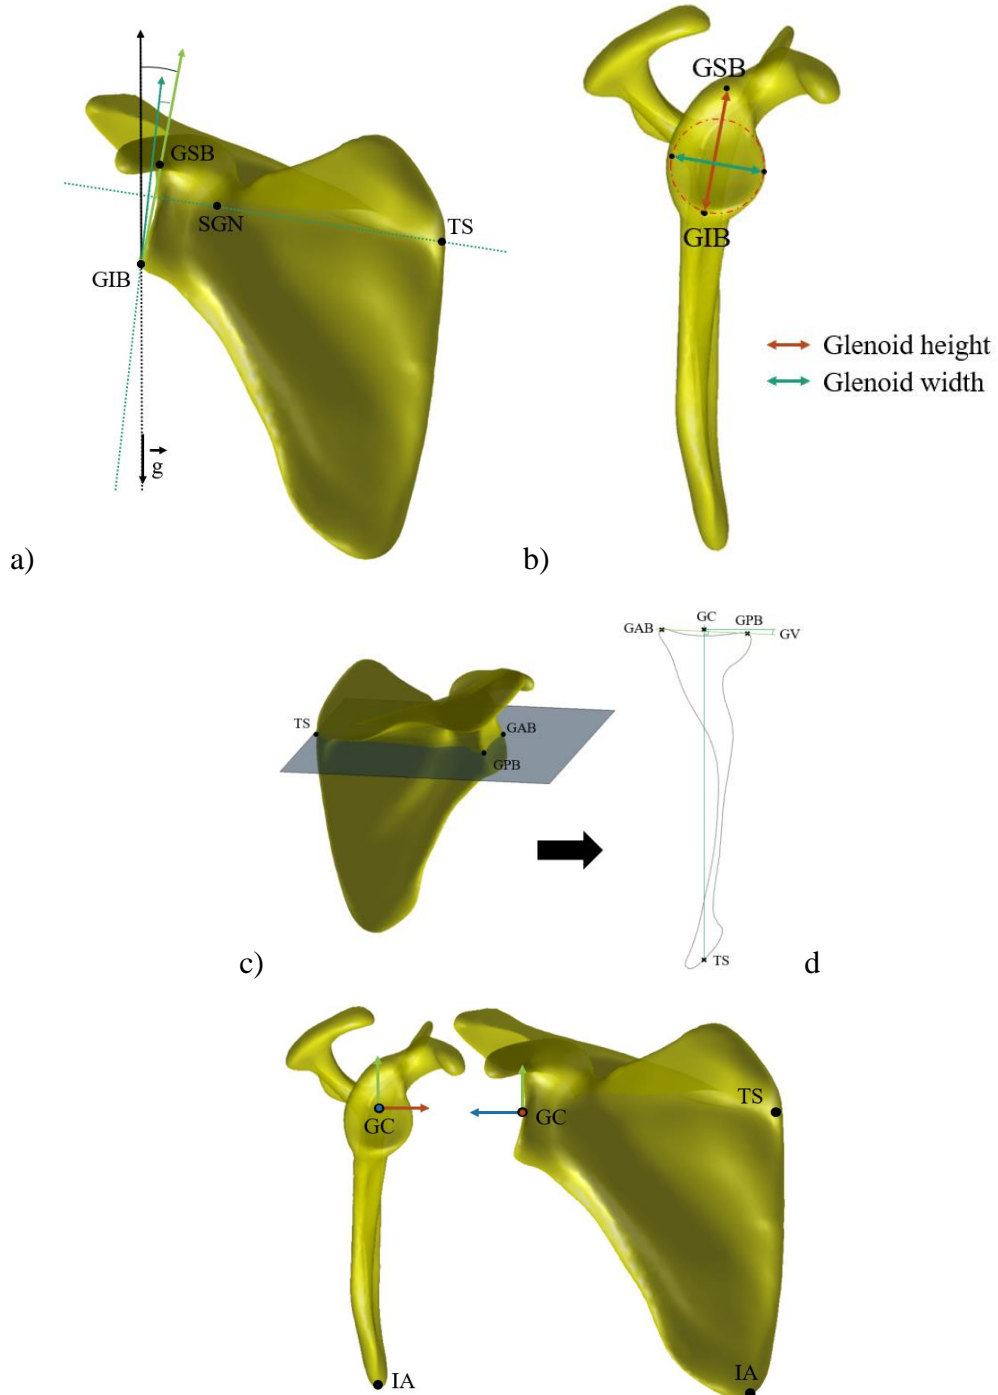 GSB
SGN
TS
GIB
g
a)
GSB
GIB
Glenoid height
Glenoid width
b)
TS
GAB
GPB
c)
GC
GAB
GPB
GV
TS
d
GC
IA
GC
TS
IA